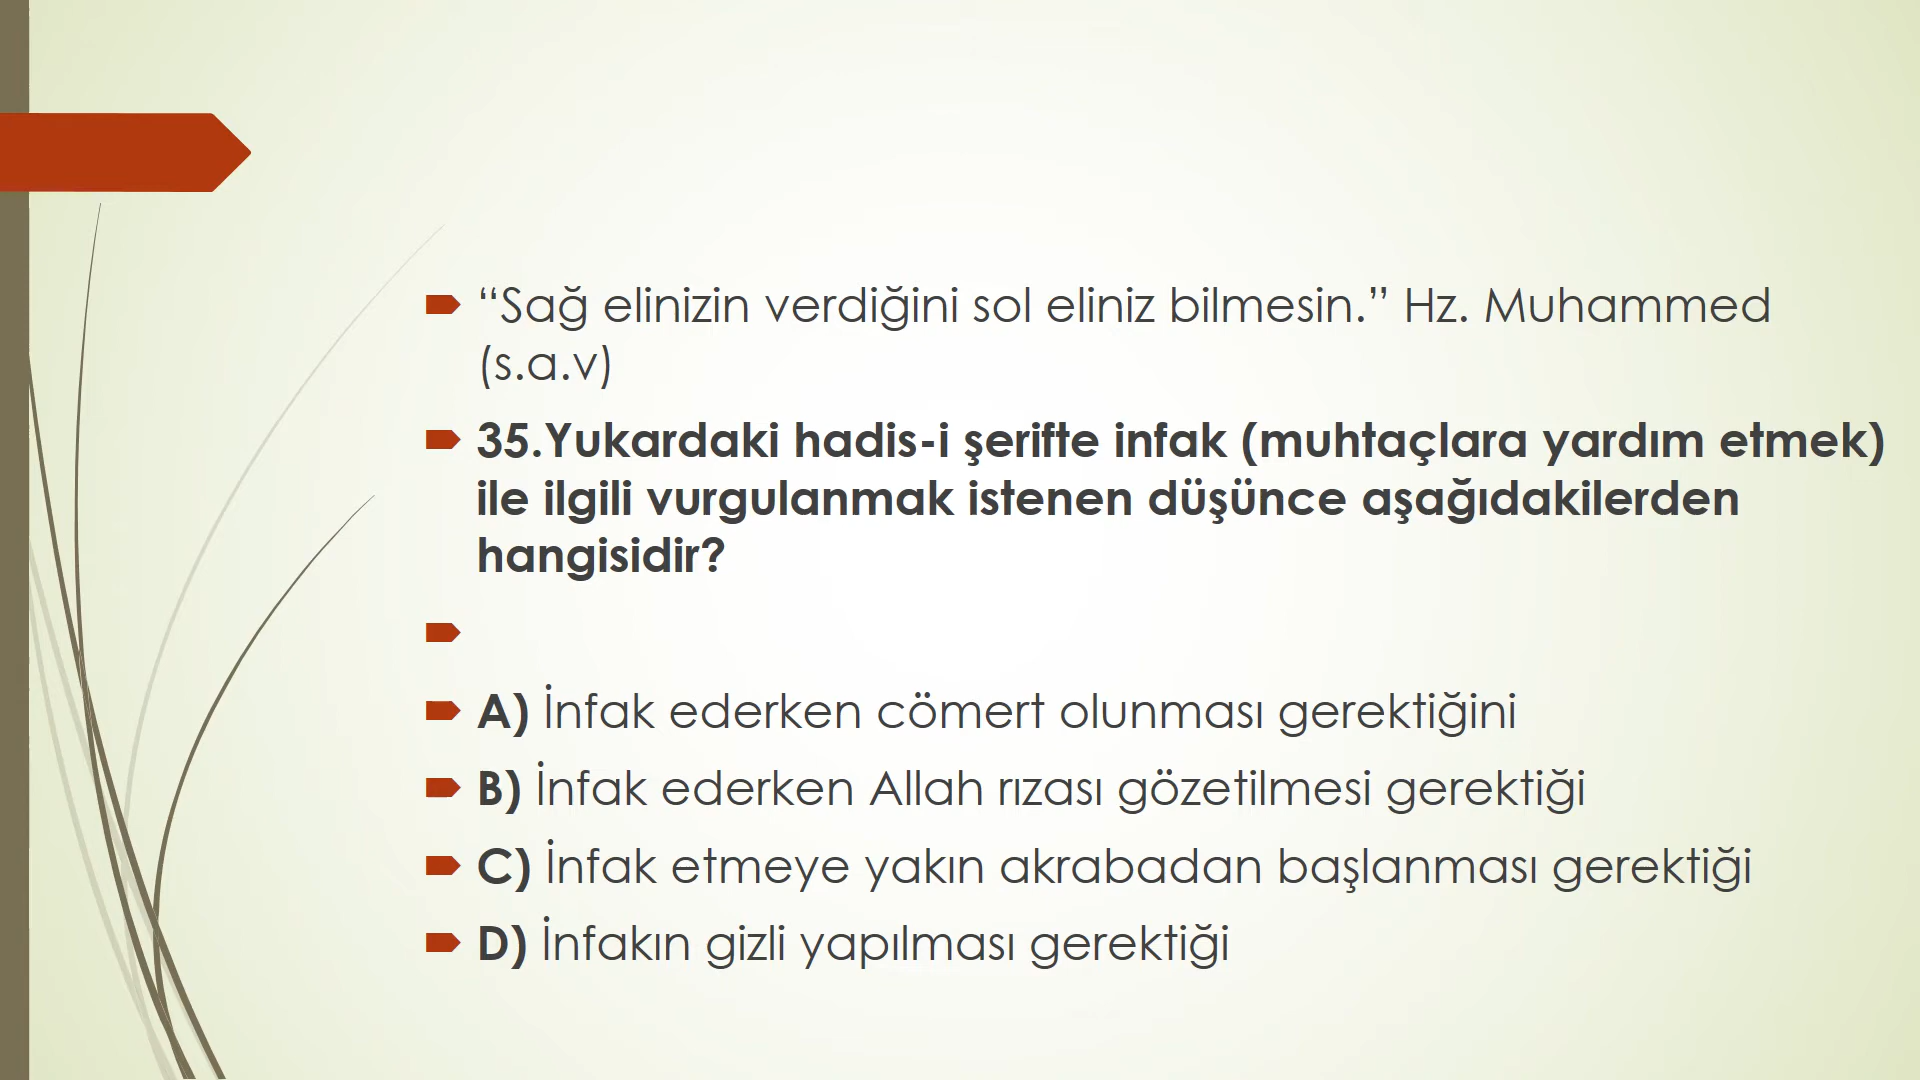 “Sağ elinizin verdiğini sol eliniz bilmesin.” Hz. Muhammed
(s.a.v)
35.Yukardaki hadis-i şerifte infak (muhtaçlara yardım etmek)
ile ilgili vurgulanmak istenen düşünce aşağıdakilerden
hangisidir?
A) İnfak ederken cömert olunması gerektiğini
B) İnfak ederken Allah rızası gözetilmesi gerektiği
C) İnfak etmeye yakın akrabadan başlanması gerektiği
D) İnfakın gizli yapılması gerektiği